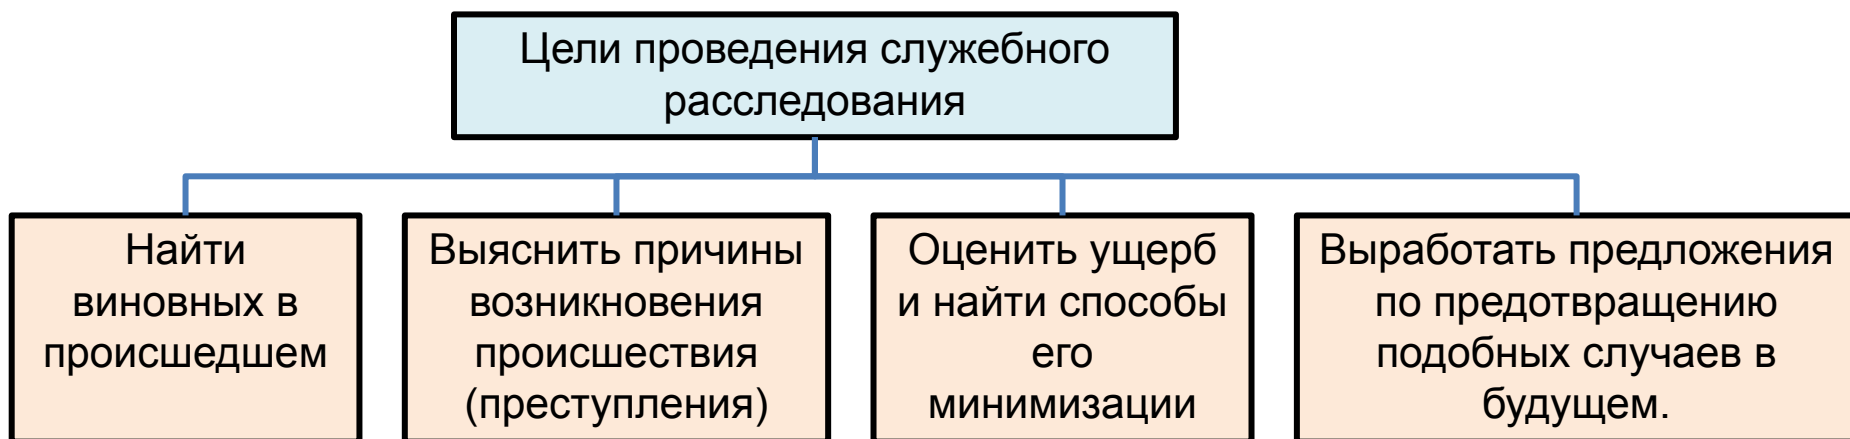 Цели проведения служебного
расследования
Найти
виновных в
происшедшем
Выяснить причины
возникновения
происшествия
(преступления)
Оценить ущерб
и найти способы
его
минимизации
Выработать предложения
по предотвращению
подобных случаев в
будущем.